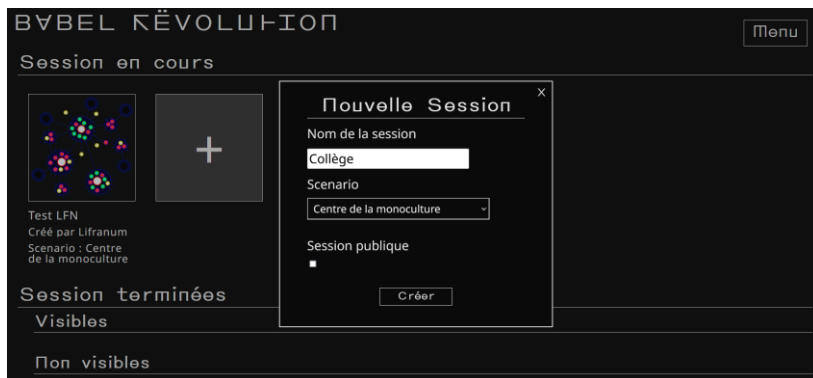 BABEL RËVOLUTION
Menu
Session en cours
+
Test LFN
Créé par Lifranum
Scenario : Centre
de la monoculture
X
Nouvelle Session
Nom de la session
Collège
Scenario
Centre de la monoculture
Session publique
Créer
Session terminées
Visibles
Non visibles